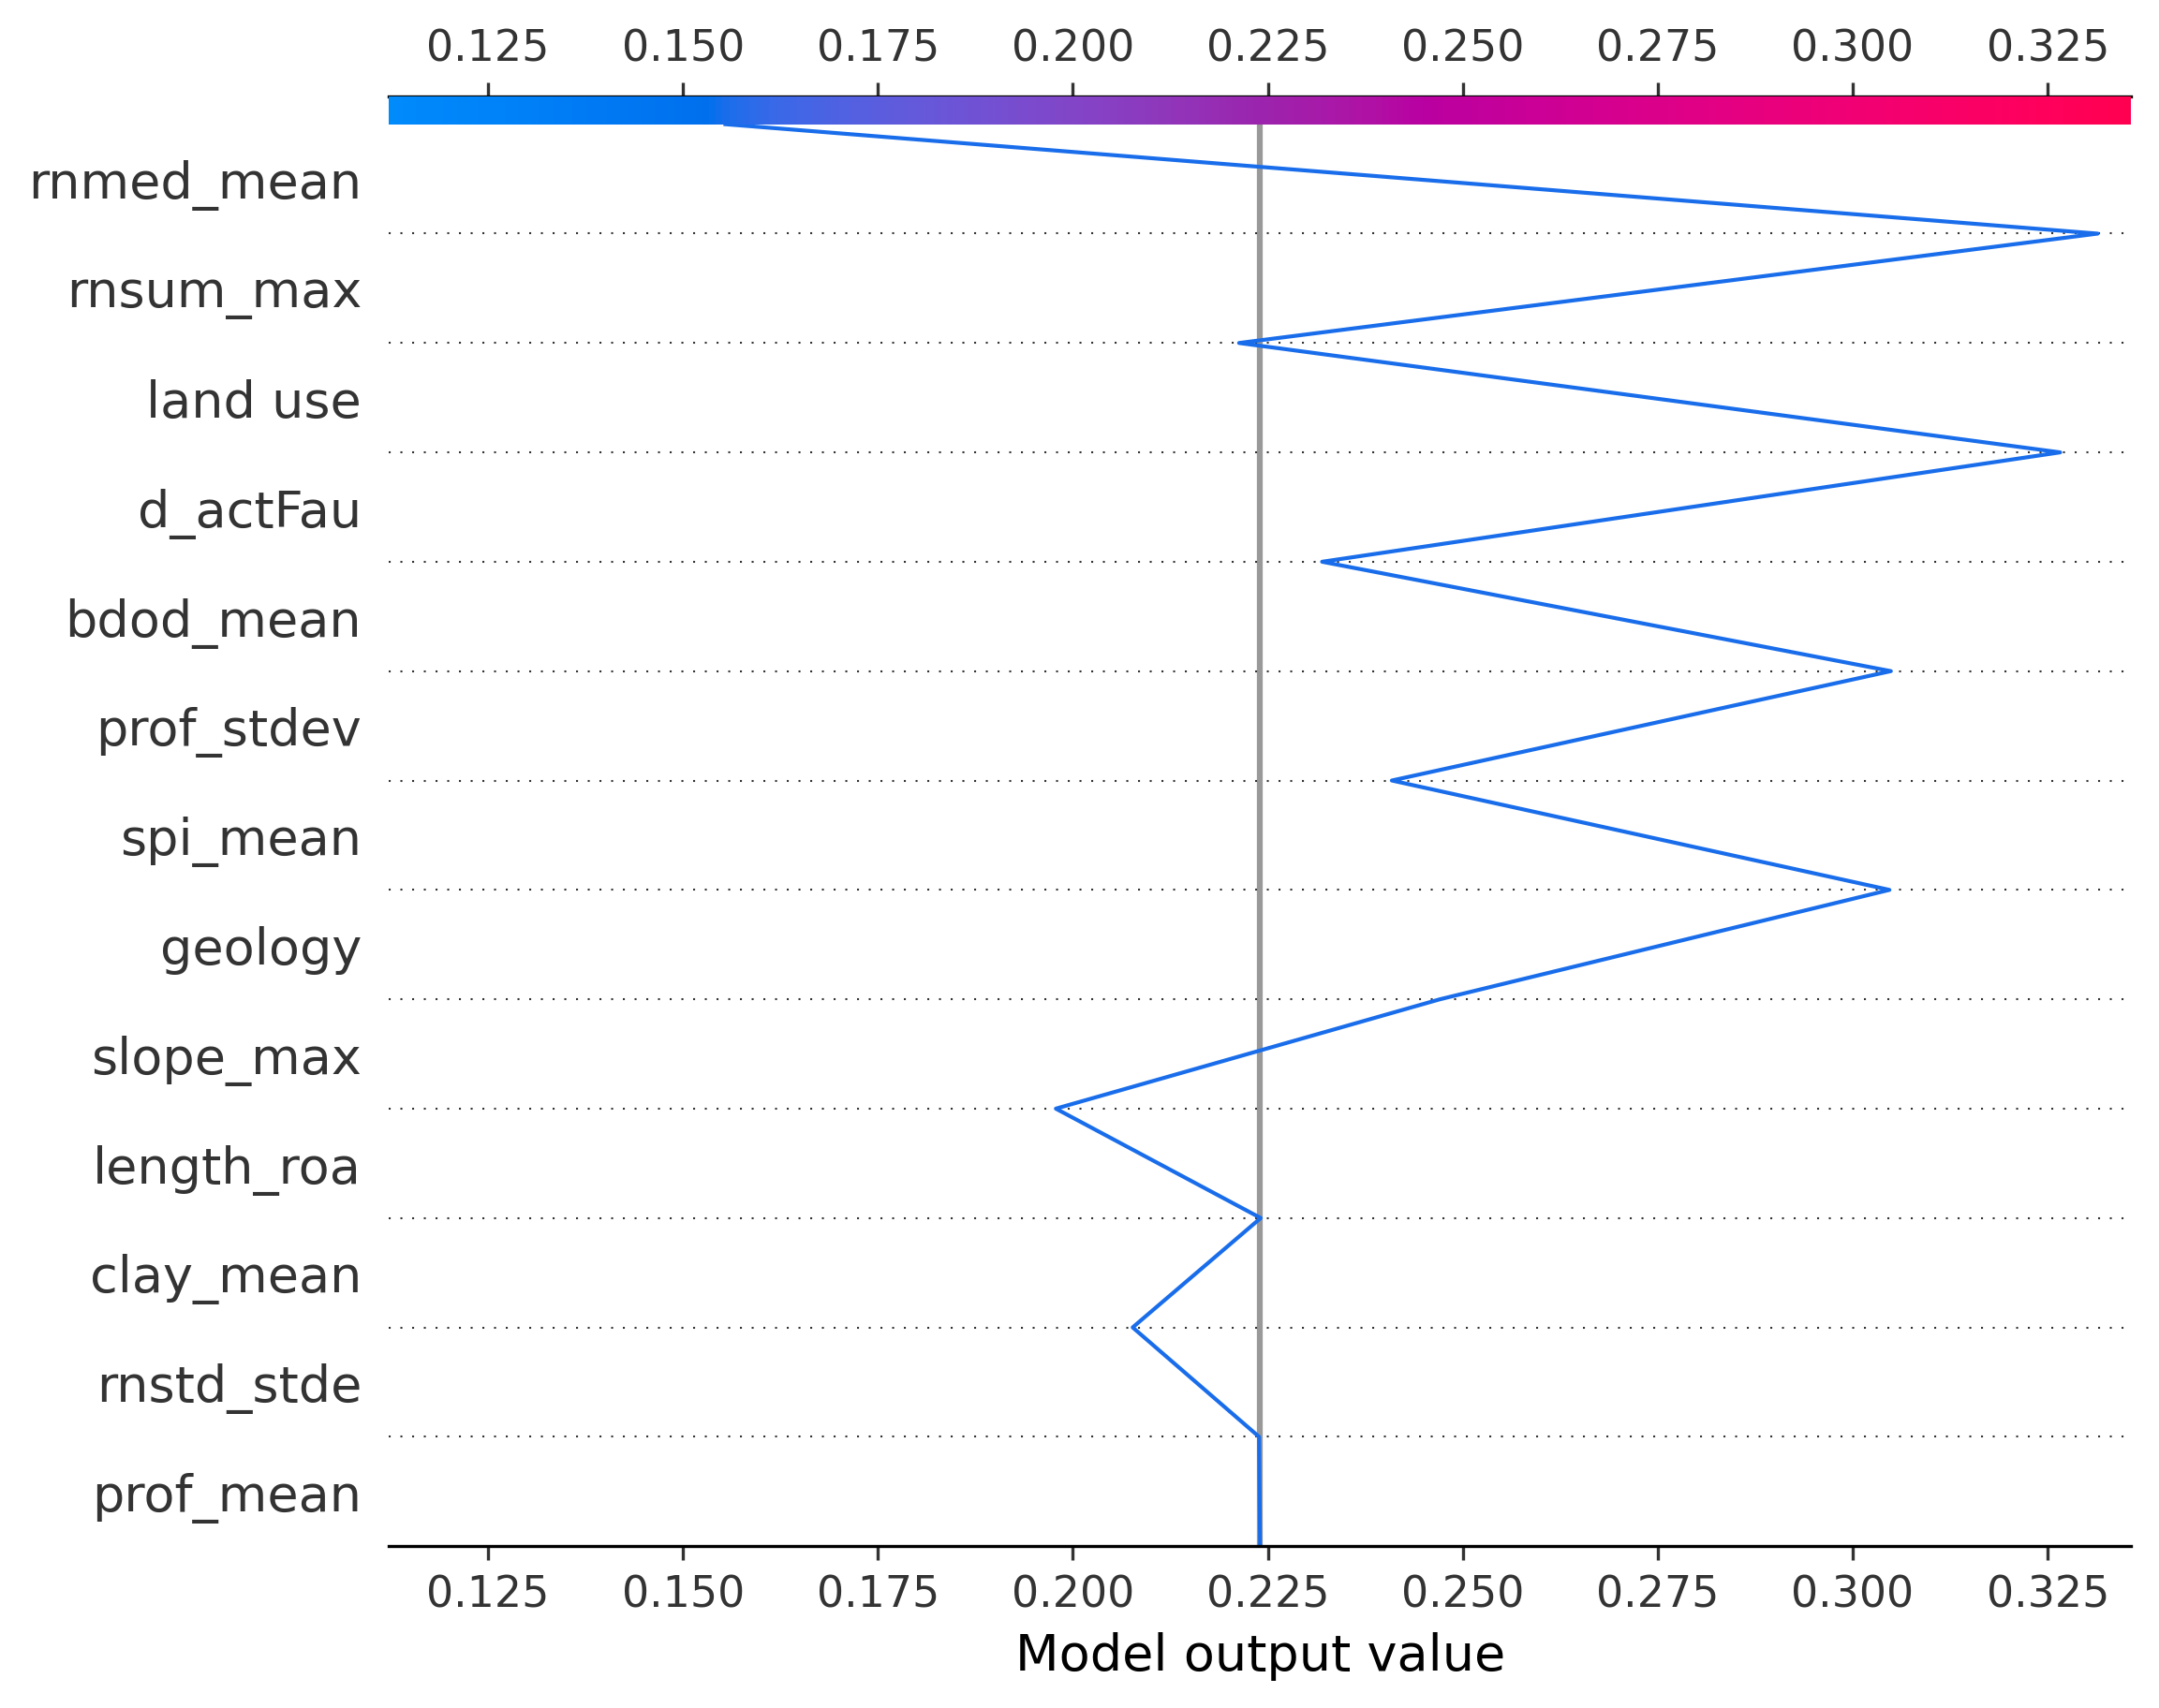 0.125 0.150 0.175 0.200 0.225 0.250 0.275 0.300 0.325
rnmed_mean
rnsum_max
land use
d_actFau
bdod_mean
prof_stdev
spi_mean
geology
slope_max
length_roa
clay_mean
rnstd_stde
prof_mean
0.125 0.150 0.175 0.200 0.225 0.250 0.275 0.300 0.325
Model output value